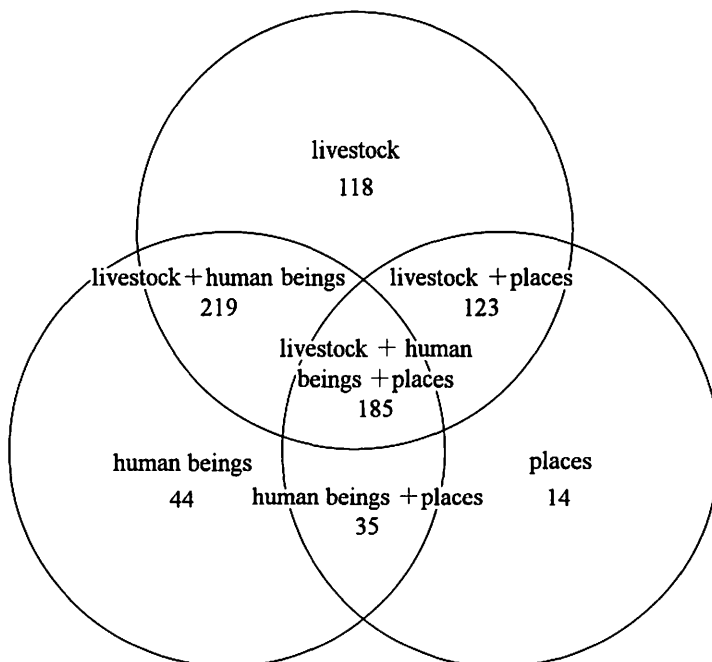 livestock
118
livestock+human beings
219
livestock +places
123
livestock + human
beings +places
185
human beings
44
places
14
human beings +places
35